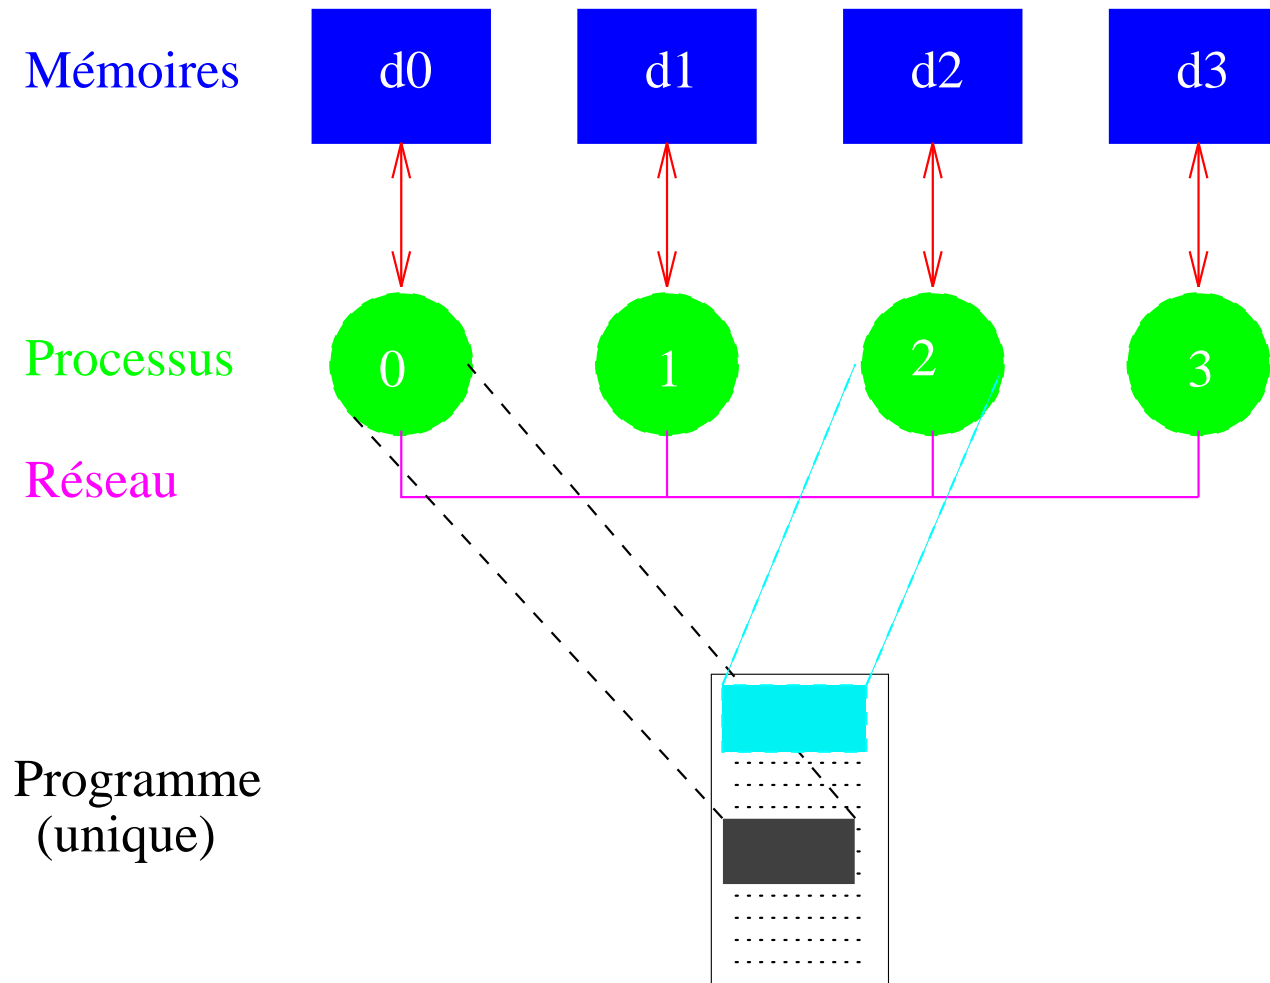 Mémoires d0 d1 d2 d3
Processus 0 1 2 3
Réseau
Programme
(unique)